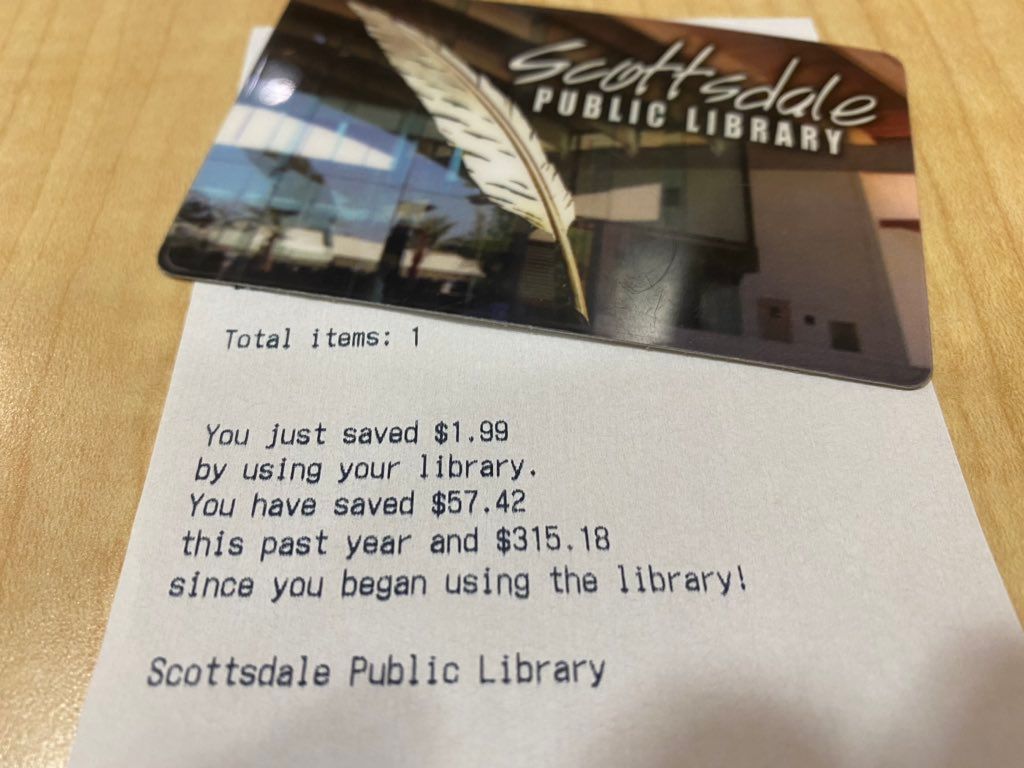 Scottsdale
PUBLIC LIBRARY
Total items: 1
You just saved $1.99
by using your library.
You have saved $57.42
this past year and $315.18
since you began using the library!
Scottsdale Public Library